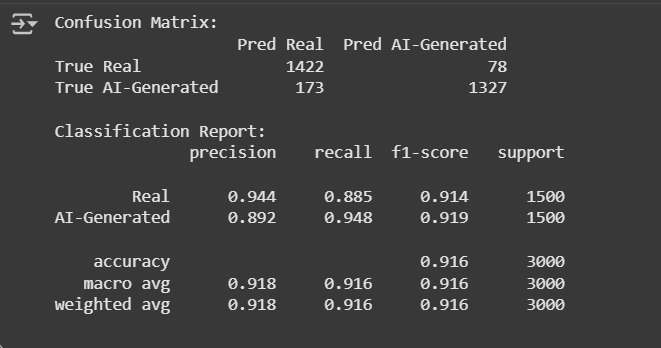 Confusion Matrix:
Pred Real Pred AI-Generated
True Real 1422 78
True AI-Generated 173 1327
Classification Report:
precision recall f1-score support
Real 0.944 0.885 0.914 1500
AI-Generated 0.892 0.948 0.919 1500
accuracy 0.916 3000
macro avg 0.918 0.916 0.916 3000
weighted avg 0.918 0.916 0.916 3000